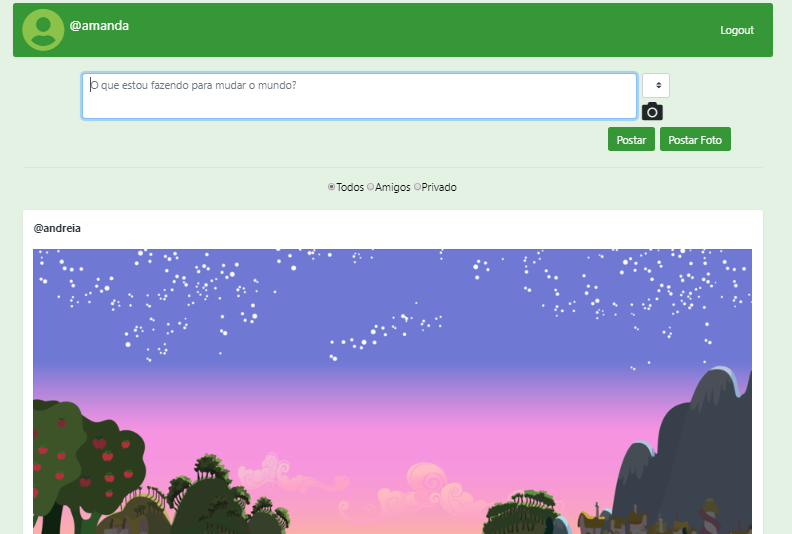 @amanda
Logout
O que estou fazendo para mudar o mundo?
Postar Postar Foto
Todos Amigos Privado
@andreia